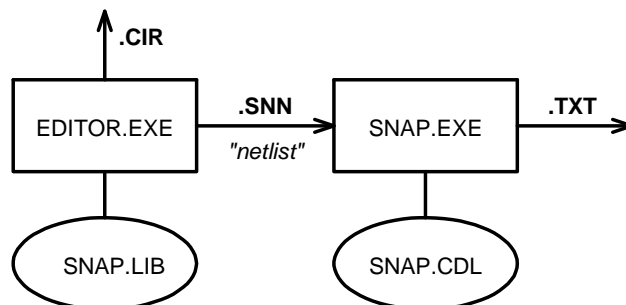 .CIR
EDITOR.EXE
.SNN
"netlist"
SNAP.EXE
.TXT
SNAP.LIB
SNAP.CDL